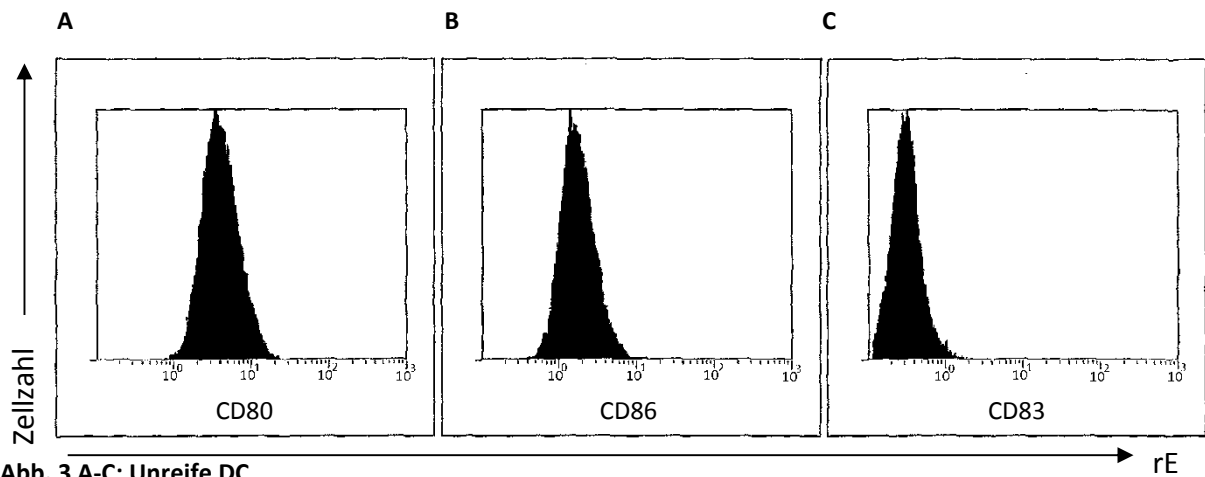 A B C
Zellzahl
10⁰ 10¹ 10² 10³ 10⁰ 10¹ 10² 10³ 10⁰ 10¹ 10² 10³
CD80 CD86 CD83
rE
Abb. 3 A-C: Unreife DC